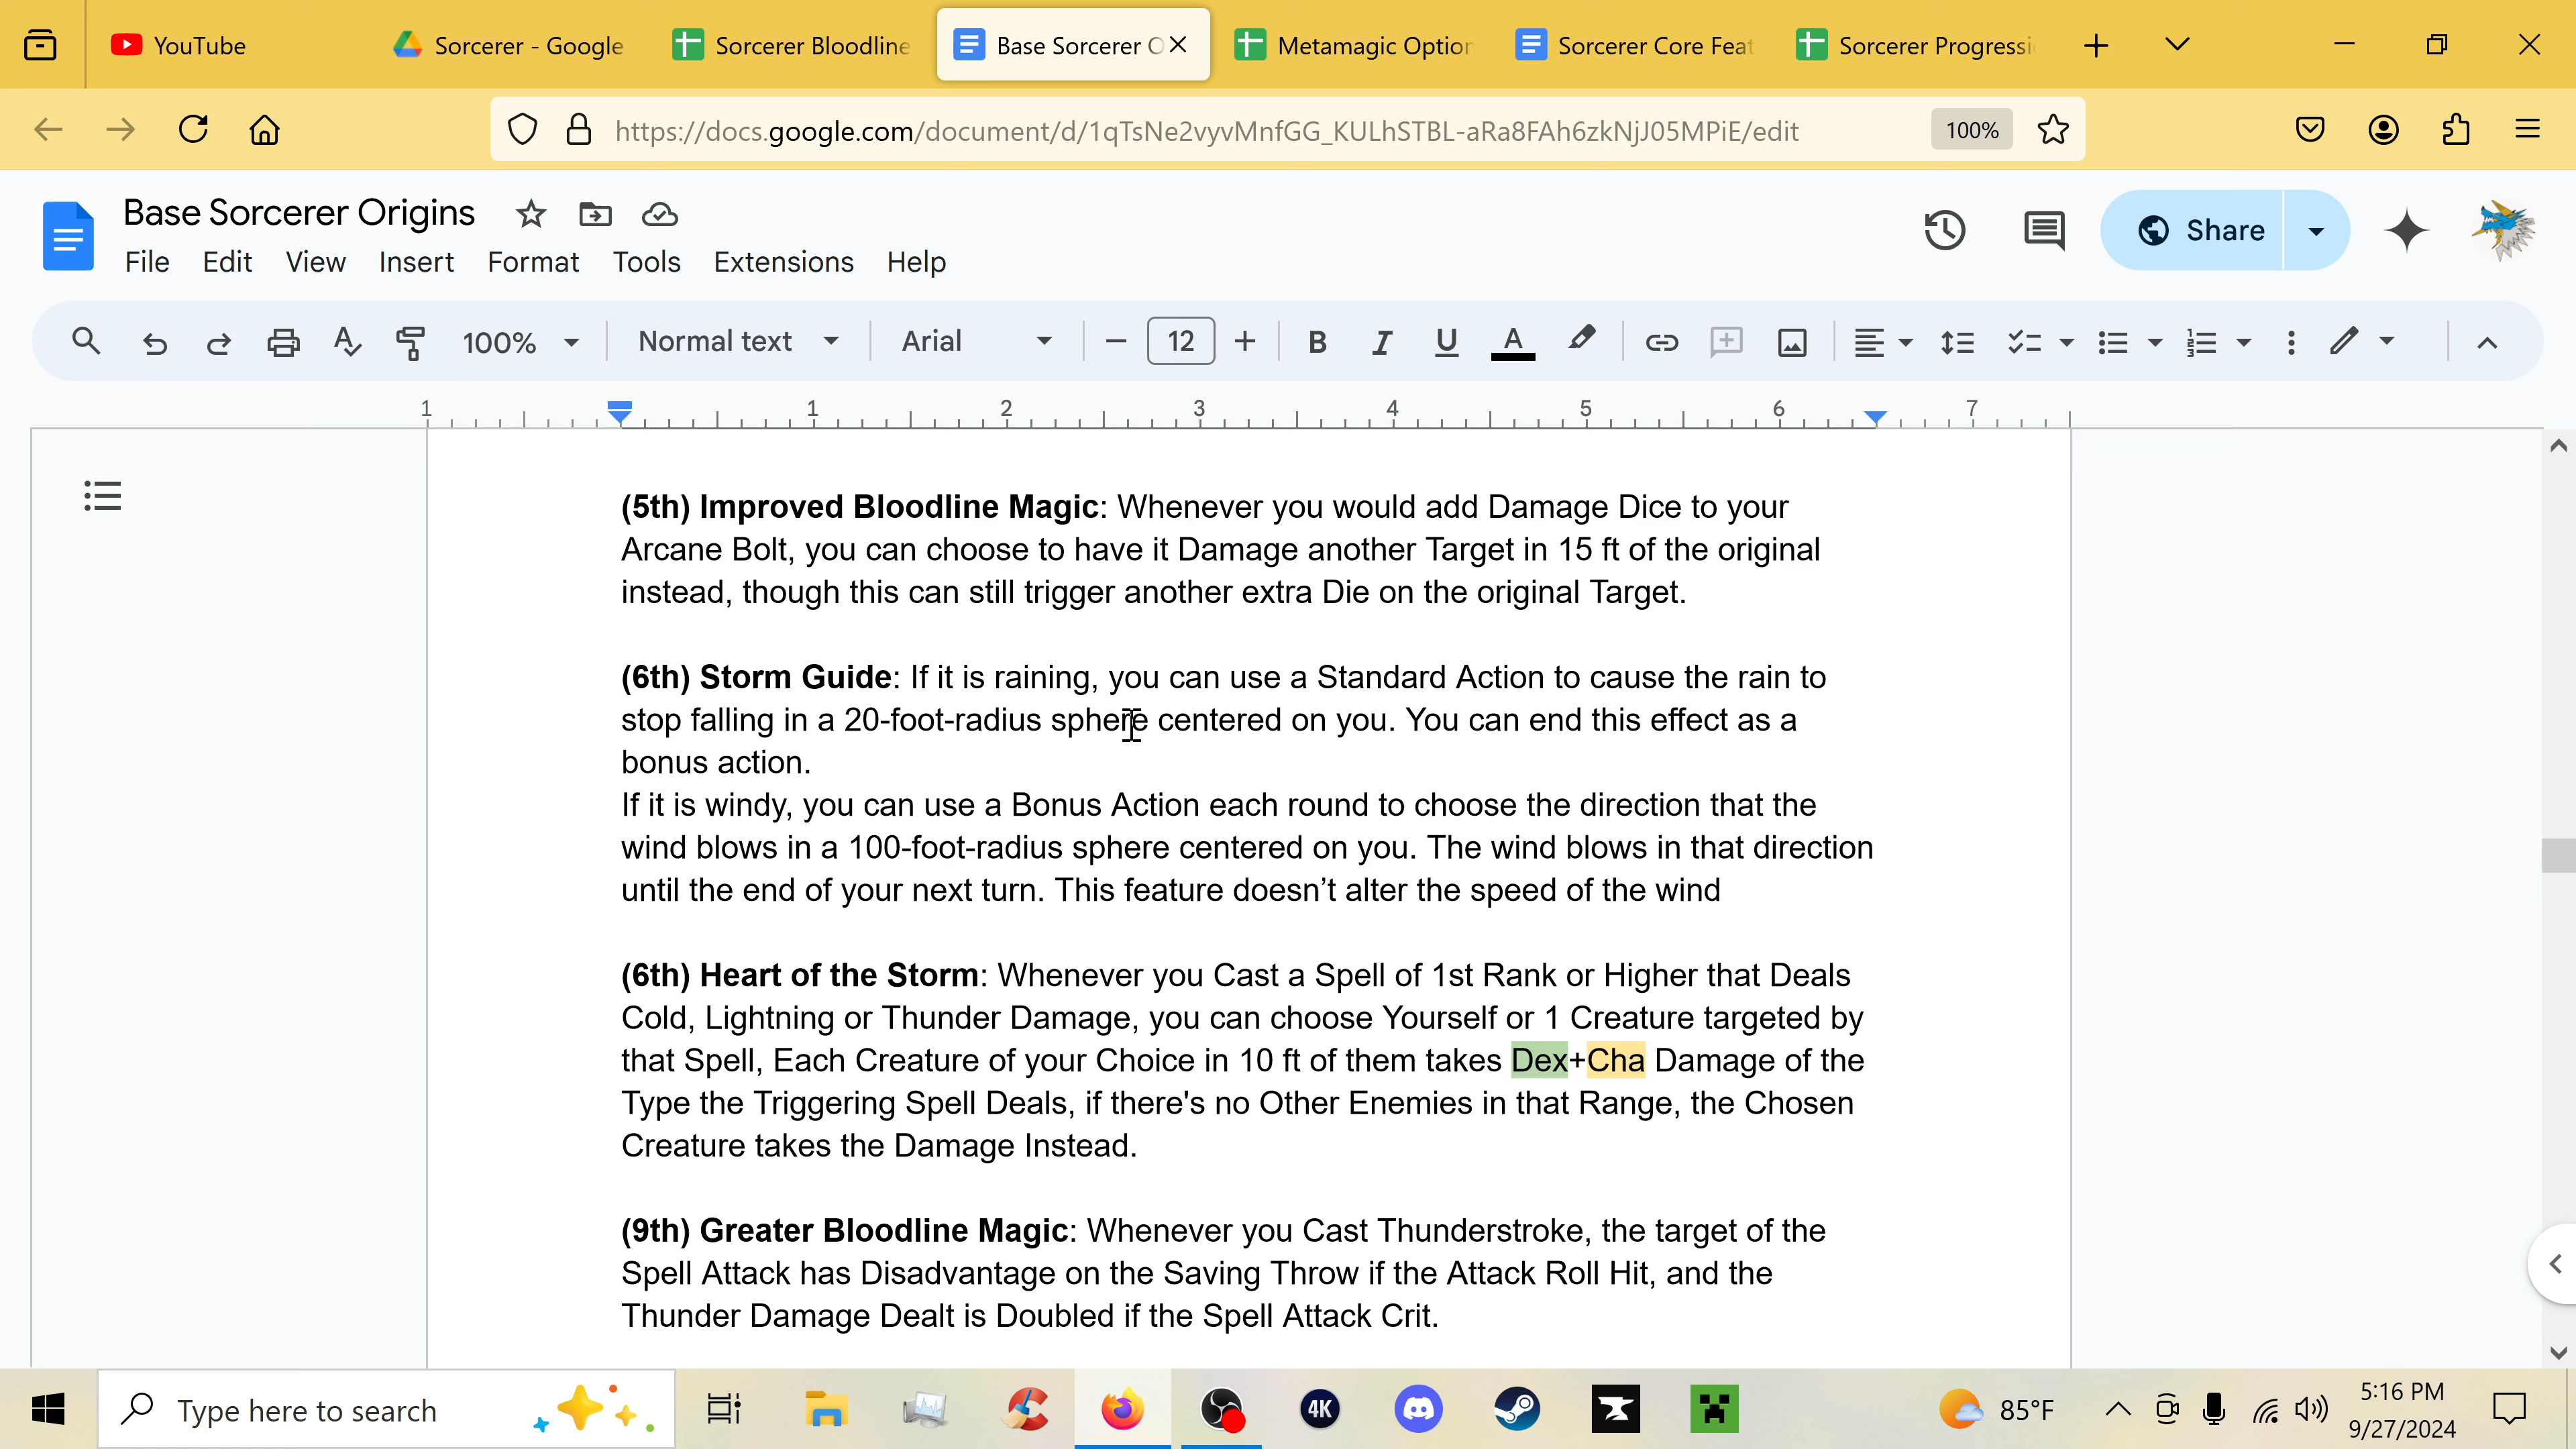 YouTube
Sorcerer - Google
Sorcerer Bloodline
Base Sorcerer O
Metamagic Option
Sorcerer Core Feat
Sorcerer Progressi
https://docs.google.com/document/d/1qTsNe2vyvMnfGG_KULhSTBL-aRa8FAh6zkNjJ05MPiE/edit
100%
Base Sorcerer Origins
File Edit View Insert Format Tools Extensions Help
Share
100% Normal text Arial 12
1 1 2 3 4 5 6 7
(5th) Improved Bloodline Magic: Whenever you would add Damage Dice to your
Arcane Bolt, you can choose to have it Damage another Target in 15 ft of the original
instead, though this can still trigger another extra Die on the original Target.
(6th) Storm Guide: If it is raining, you can use a Standard Action to cause the rain to
stop falling in a 20-foot-radius sphere centered on you. You can end this effect as a
bonus action.
If it is windy, you can use a Bonus Action each round to choose the direction that the
wind blows in a 100-foot-radius sphere centered on you. The wind blows in that direction
until the end of your next turn. This feature doesn’t alter the speed of the wind
(6th) Heart of the Storm: Whenever you Cast a Spell of 1st Rank or Higher that Deals
Cold, Lightning or Thunder Damage, you can choose Yourself or 1 Creature targeted by
that Spell, Each Creature of your Choice in 10 ft of them takes Dex+Cha Damage of the
Type the Triggering Spell Deals, if there's no Other Enemies in that Range, the Chosen
Creature takes the Damage Instead.
(9th) Greater Bloodline Magic: Whenever you Cast Thunderstroke, the target of the
Spell Attack has Disadvantage on the Saving Throw if the Attack Roll Hit, and the
Thunder Damage Dealt is Doubled if the Spell Attack Crit.
Type here to search
4K
85°F
5:16 PM
9/27/2024